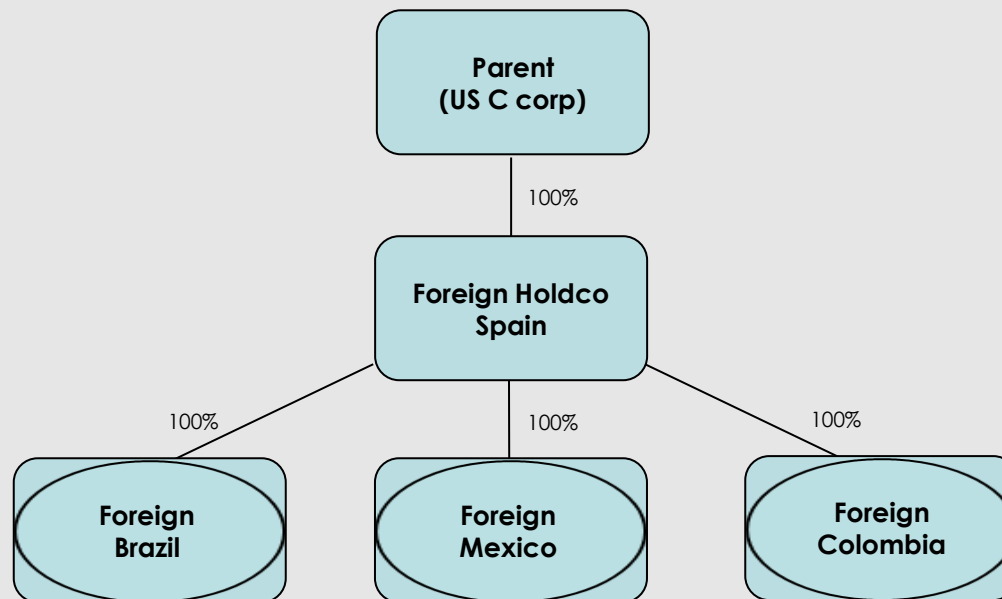 Parent
(US C corp)
100%
Foreign Holdco
Spain
100%
100%
100%
Foreign
Brazil
Foreign
Mexico
Foreign
Colombia